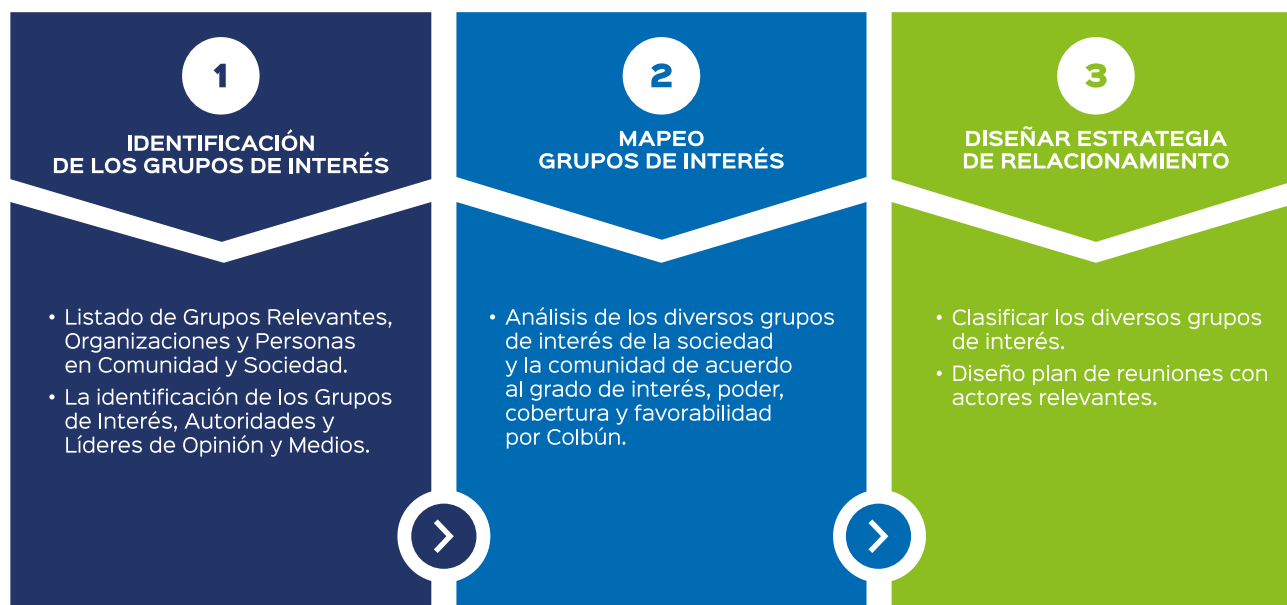 1
IDENTIFICACIÓN
DE LOS GRUPOS DE INTERÉS
• Listado de Grupos Relevantes,
Organizaciones y Personas
en Comunidad y Sociedad.
• La identificación de los Grupos
de Interés, Autoridades y
Líderes de Opinión y Medios.
2
MAPEO
GRUPOS DE INTERÉS
• Análisis de los diversos grupos
de interés de la sociedad
y la comunidad de acuerdo
al grado de interés, poder,
cobertura y favorabilidad
por Colbún.
3
DISEÑAR ESTRATEGIA
DE RELACIONAMIENTO
• Clasificar los diversos grupos
de interés.
• Diseño plan de reuniones con
actores relevantes.